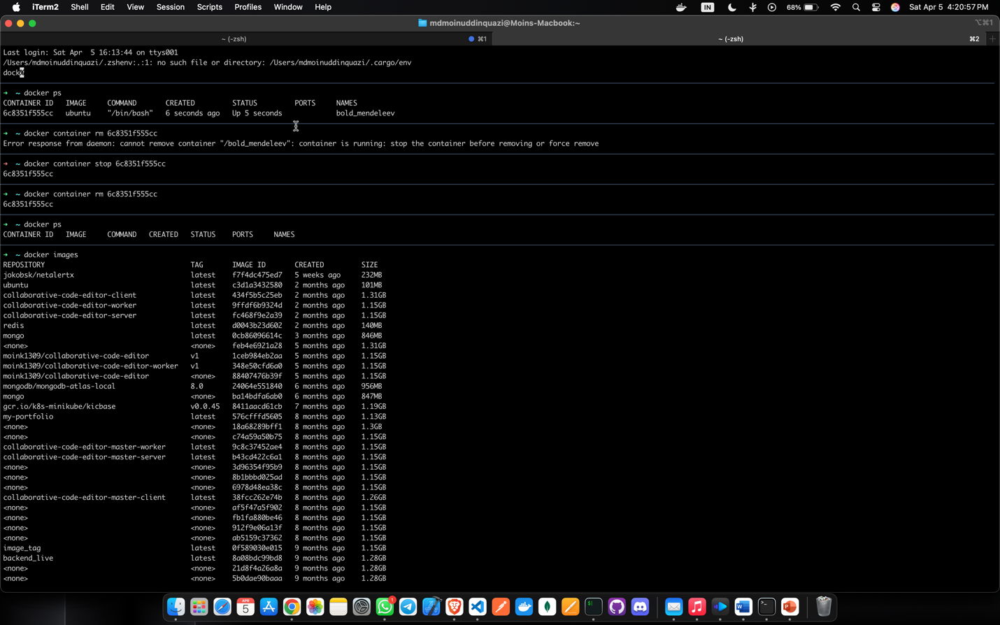 iTerm2 Shell Edit View Session Scripts Profiles Window Help IN 68% Sat Apr 5 4:20:57 PM
mdmoinuddinquazi@Moins-Macbook:~ ⌥⌘1
~ (-zsh) ⌘1 ~ (-zsh) ⌘2
Last login: Sat Apr  5 16:13:44 on ttys001
/Users/mdmoinuddinquazi/.zshenv:.:1: no such file or directory: /Users/mdmoinuddinquazi/.cargo/env
dock
→ ~ docker ps
CONTAINER ID   IMAGE     COMMAND       CREATED         STATUS         PORTS     NAMES
6c8351f555cc   ubuntu    "/bin/bash"   6 seconds ago   Up 5 seconds             bold_mendeleev
→ ~ docker container rm 6c8351f555cc
Error response from daemon: cannot remove container "/bold_mendeleev": container is running: stop the container before removing or force remove
→ ~ docker container stop 6c8351f555cc
6c8351f555cc
→ ~ docker container rm 6c8351f555cc
6c8351f555cc
→ ~ docker ps
CONTAINER ID   IMAGE     COMMAND   CREATED   STATUS    PORTS     NAMES
→ ~ docker images
REPOSITORY TAG IMAGE ID CREATED SIZE
jokobsk/netalertx latest f7f4dc475ed7 5 weeks ago 232MB
ubuntu latest c3d1a3432580 2 months ago 101MB
collaborative-code-editor-client latest 434f5b5c25eb 2 months ago 1.31GB
collaborative-code-editor-worker latest 9ffdf6b9324d 2 months ago 1.15GB
collaborative-code-editor-server latest fc468f9e2a39 2 months ago 1.15GB
redis latest d0043b23d602 2 months ago 140MB
mongo latest 0cb86096614c 3 months ago 846MB
<none> <none> feb4e6921a28 5 months ago 1.31GB
moink1309/collaborative-code-editor v1 1ceb984eb2aa 5 months ago 1.15GB
moink1309/collaborative-code-editor-worker v1 348e50cfd6a0 5 months ago 1.15GB
moink1309/collaborative-code-editor <none> 88407476b39f 5 months ago 1.15GB
mongodb/mongodb-atlas-local 8.0 24064e551840 6 months ago 956MB
mongo <none> ba14bdfa6ab0 6 months ago 847MB
gcr.io/k8s-minikube/kicbase v0.0.45 8411aacd61cb 7 months ago 1.19GB
my-portfolio latest 576cfffd5605 8 months ago 1.13GB
<none> <none> 18a68289bff1 8 months ago 1.3GB
<none> <none> c74a59a50b75 8 months ago 1.15GB
collaborative-code-editor-master-worker latest 9c8c37452ae4 8 months ago 1.15GB
collaborative-code-editor-master-server latest b43cd422c6a1 8 months ago 1.15GB
<none> <none> 3d96354f95b9 8 months ago 1.15GB
<none> <none> 8b1bbbd025ad 8 months ago 1.15GB
<none> <none> 6978d48ea38c 8 months ago 1.15GB
collaborative-code-editor-master-client latest 38fcc262e74b 8 months ago 1.26GB
<none> <none> af5f47a5f902 8 months ago 1.15GB
<none> <none> fb1fa880be46 8 months ago 1.15GB
<none> <none> 912f9e06a13f 8 months ago 1.15GB
<none> <none> ab5159c37362 8 months ago 1.15GB
image_tag latest 0f589030e015 9 months ago 1.15GB
backend_live latest 8a08bdc99bd8 9 months ago 1.28GB
<none> <none> 21d8f4a26a8a 9 months ago 1.28GB
<none> <none> 5b0dae90baaa 9 months ago 1.28GB
APR 5 1